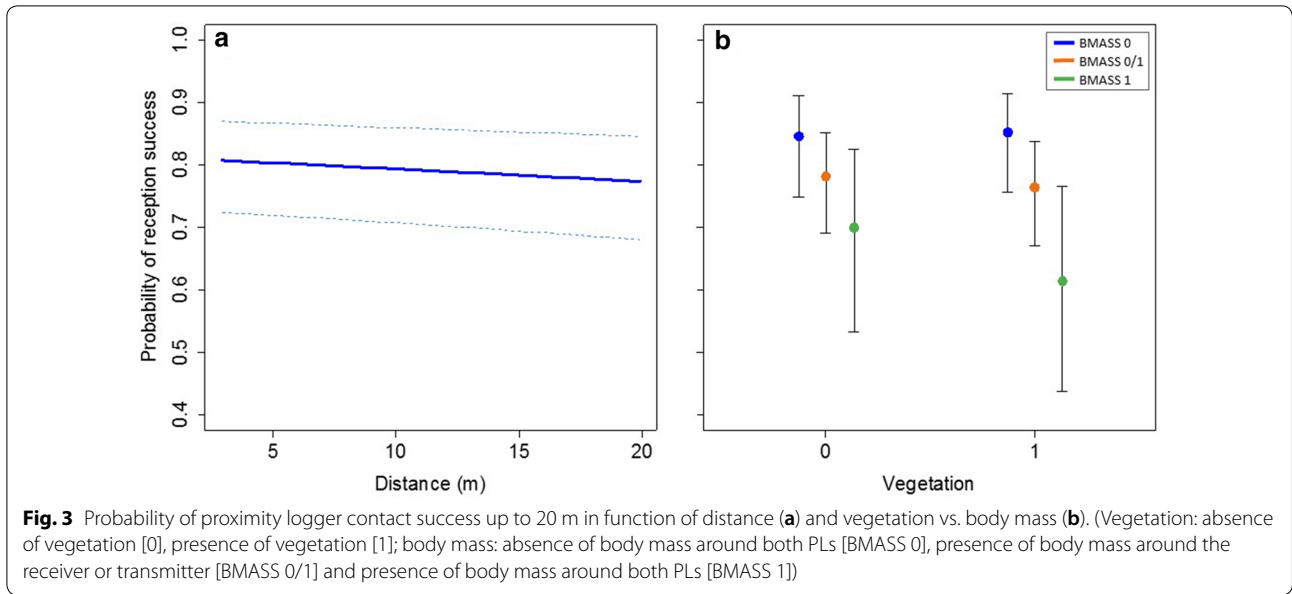 a
Probability of reception success
1.0
0.9
0.8
0.7
0.6
0.5
0.4
5 10 15 20
Distance (m)
b
BMASS 0
BMASS 0/1
BMASS 1
0 1
Vegetation
Fig. 3 Probability of proximity logger contact success up to 20 m in function of distance (a) and vegetation vs. body mass (b). (Vegetation: absence
of vegetation [0], presence of vegetation [1]; body mass: absence of body mass around both PLs [BMASS 0], presence of body mass around the
receiver or transmitter [BMASS 0/1] and presence of body mass around both PLs [BMASS 1])